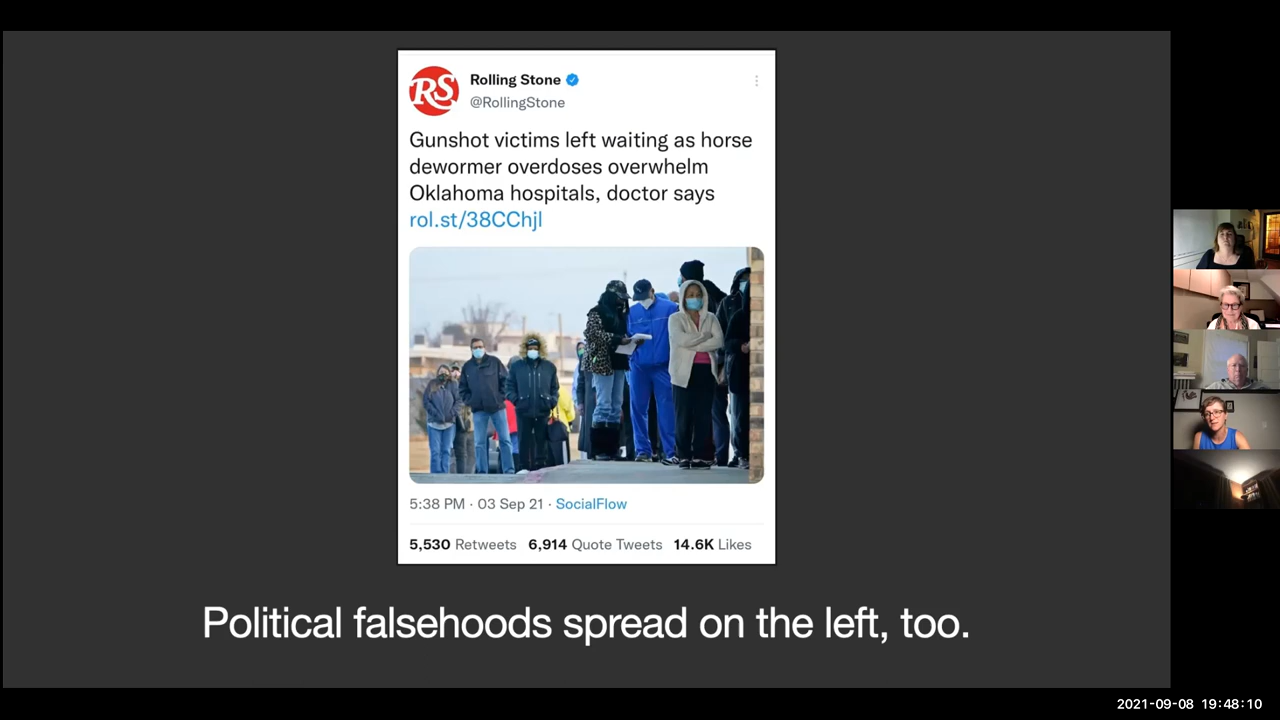 RS
Rolling Stone
@RollingStone
Gunshot victims left waiting as horse
dewormer overdoses overwhelm
Oklahoma hospitals, doctor says
rol.st/38CChjl
5:38 PM · 03 Sep 21 · SocialFlow
5,530 Retweets 6,914 Quote Tweets 14.6K Likes
Political falsehoods spread on the left, too.
2021-09-08 19:48:10